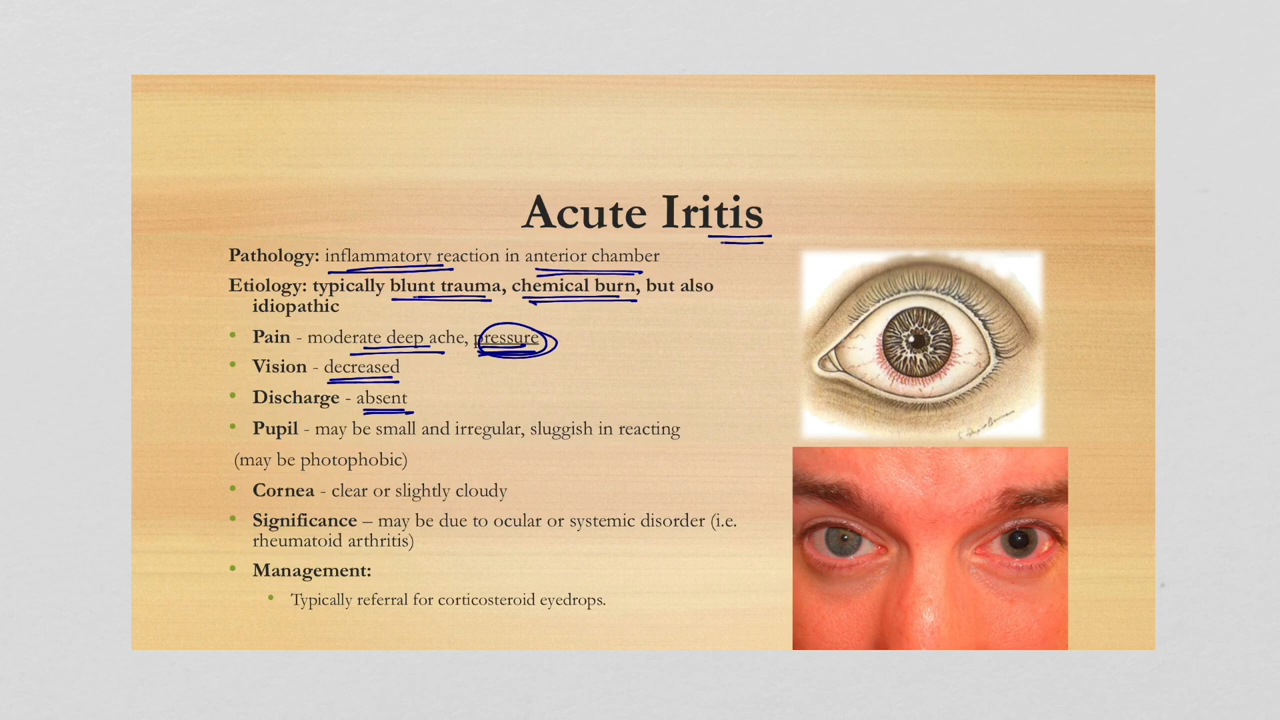 Acute Iritis
Pathology: inflammatory reaction in anterior chamber
Etiology: typically blunt trauma, chemical burn, but also
idiopathic
• Pain - moderate deep ache, pressure
• Vision - decreased
• Discharge - absent
• Pupil - may be small and irregular, sluggish in reacting
(may be photophobic)
• Cornea - clear or slightly cloudy
• Significance – may be due to ocular or systemic disorder (i.e.
rheumatoid arthritis)
• Management:
• Typically referral for corticosteroid eyedrops.